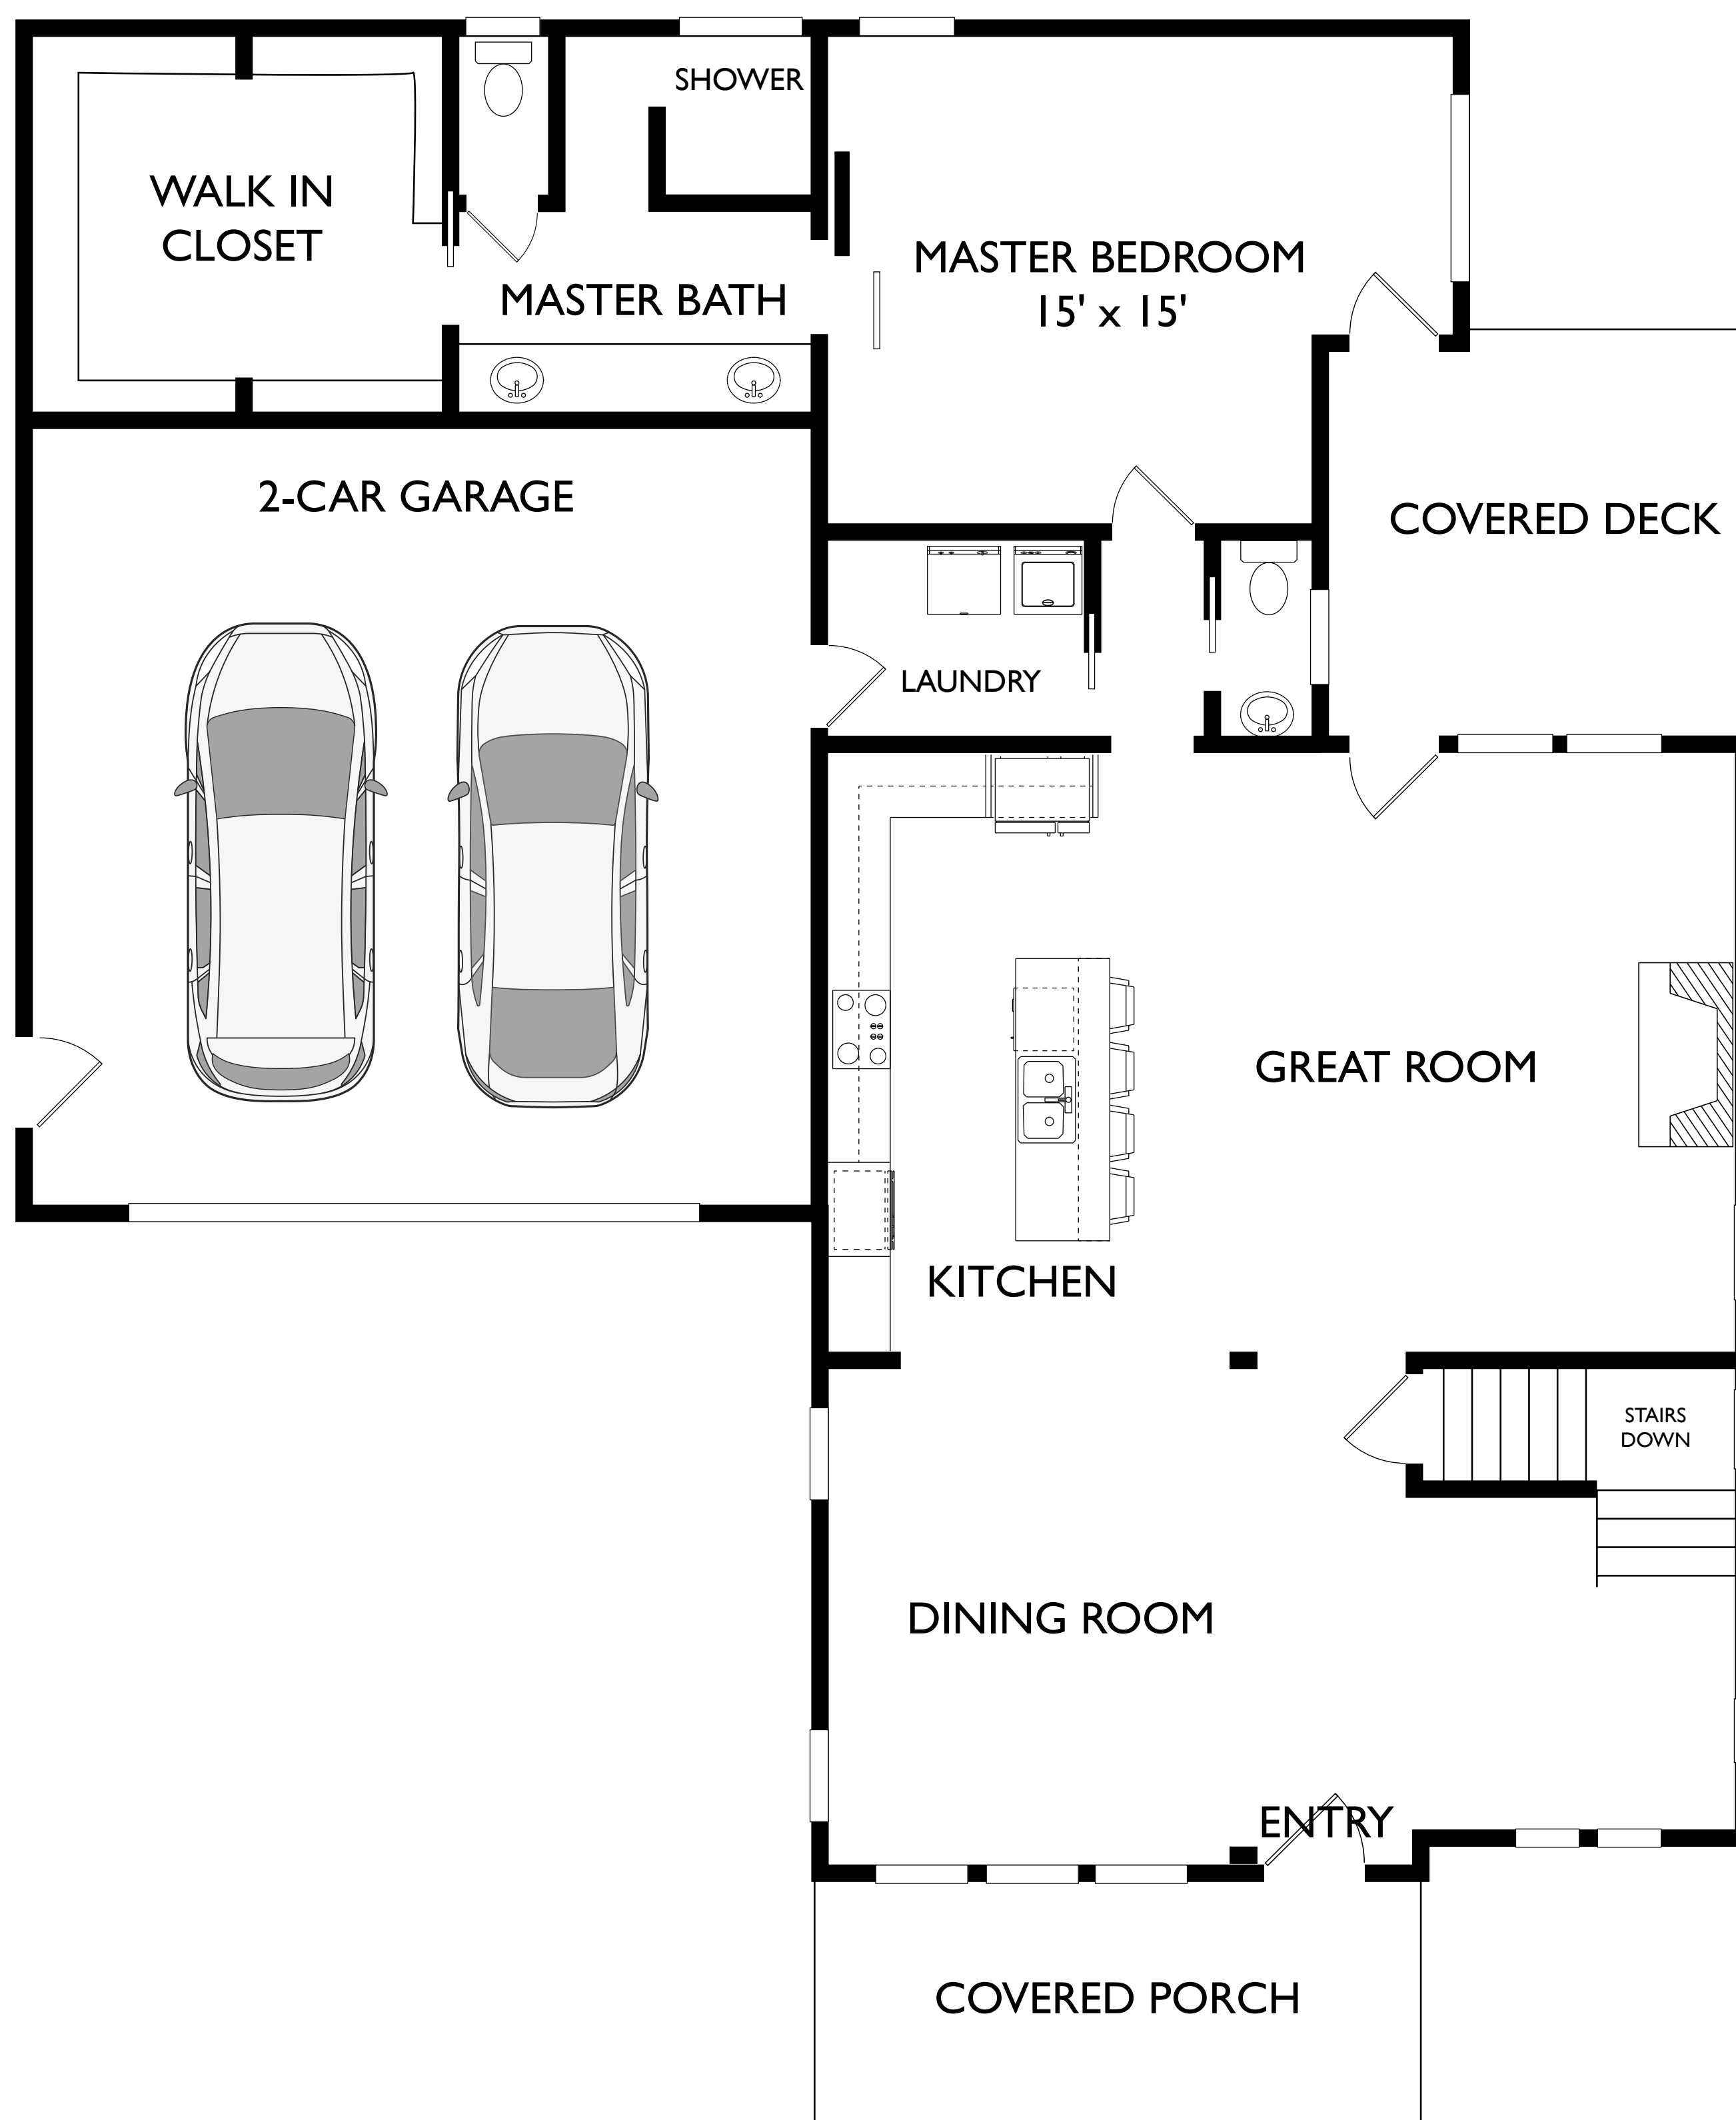 SHOWER
WALK IN
CLOSET
MASTER BATH
MASTER BEDROOM
15' x 15'
2-CAR GARAGE
COVERED DECK
LAUNDRY
GREAT ROOM
KITCHEN
STAIRS
DOWN
DINING ROOM
ENTRY
COVERED PORCH